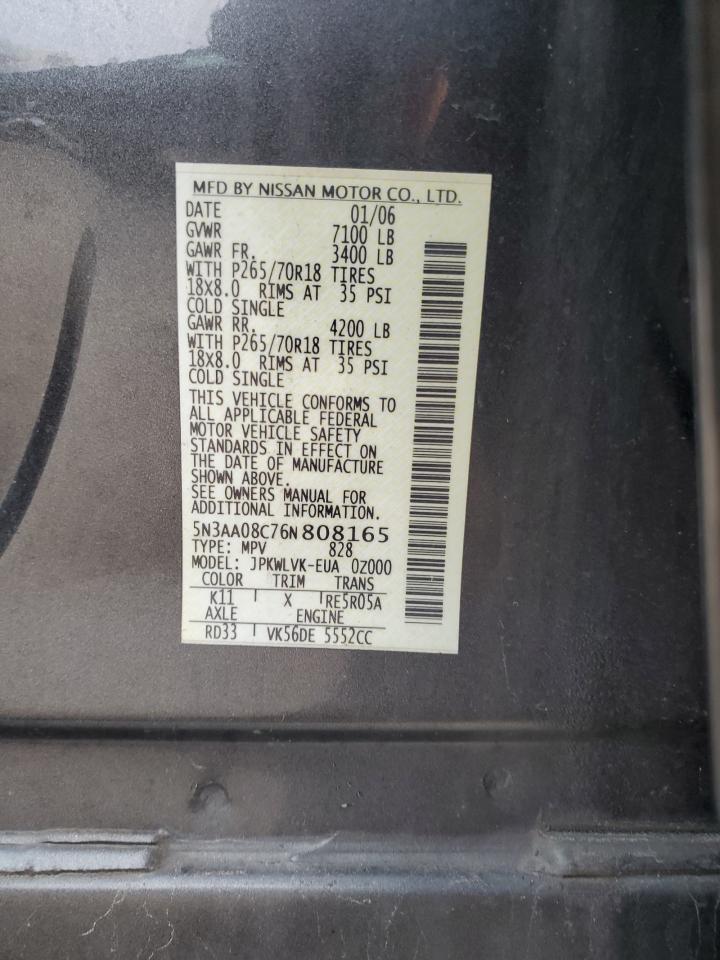 MFD BY NISSAN MOTOR CO., LTD.
DATE 01/06
GVWR 7100 LB
GAWR FR. 3400 LB
WITH P265/70R18 TIRES
18X8.0 RIMS AT 35 PSI
COLD SINGLE
GAWR RR. 4200 LB
WITH P265/70R18 TIRES
18X8.0 RIMS AT 35 PSI
COLD SINGLE
THIS VEHICLE CONFORMS TO
ALL APPLICABLE FEDERAL
MOTOR VEHICLE SAFETY
STANDARDS IN EFFECT ON
THE DATE OF MANUFACTURE
SHOWN ABOVE.
SEE OWNERS MANUAL FOR
ADDITIONAL INFORMATION.
5N3AA08C76N808165
TYPE: MPV 828
MODEL: JPKWLVK-EUA 0Z000
COLOR TRIM TRANS
K11 X RE5R05A
AXLE ENGINE
RD33 VK56DE 5552CC